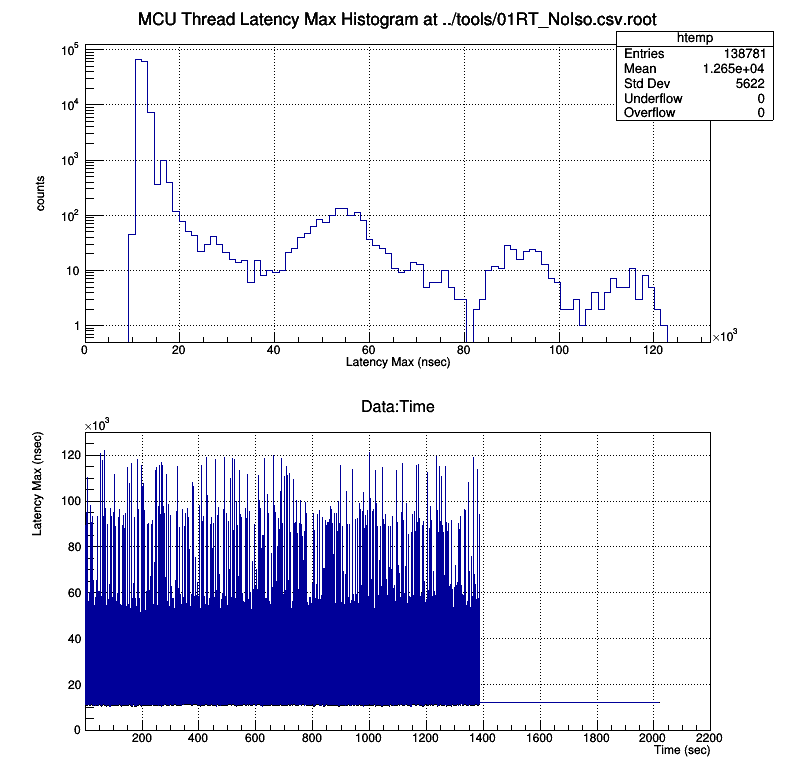 MCU Thread Latency Max Histogram at ../tools/01RT_NoIso.csv.root
htemp
Entries 138781
Mean 1.265e+04
Std Dev 5622
Underflow 0
Overflow 0
counts
10^5
10^4
10^3
10^2
10
1
0 20 40 60 80 100 120
×10^3
Latency Max (nsec)
Data:Time
×10^3
Latency Max (nsec)
120
100
80
60
40
20
0
200 400 600 800 1000 1200 1400 1600 1800 2000 2200
Time (sec)